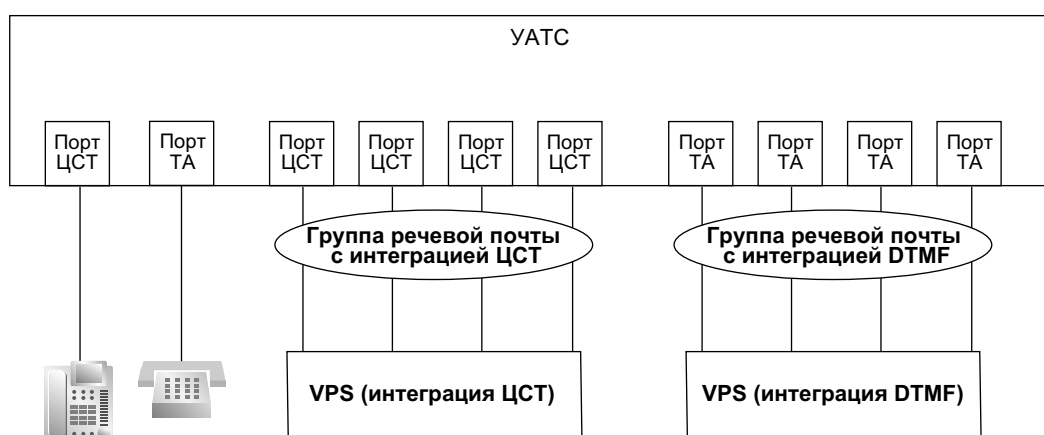 УАТС
Порт
ЦСТ
Порт
ТА
Порт
ЦСТ
Порт
ЦСТ
Порт
ЦСТ
Порт
ЦСТ
Порт
ТА
Порт
ТА
Порт
ТА
Порт
ТА
Группа речевой почты
с интеграцией ЦСТ
Группа речевой почты
с интеграцией DTMF
VPS (интеграция ЦСТ)
VPS (интеграция DTMF)